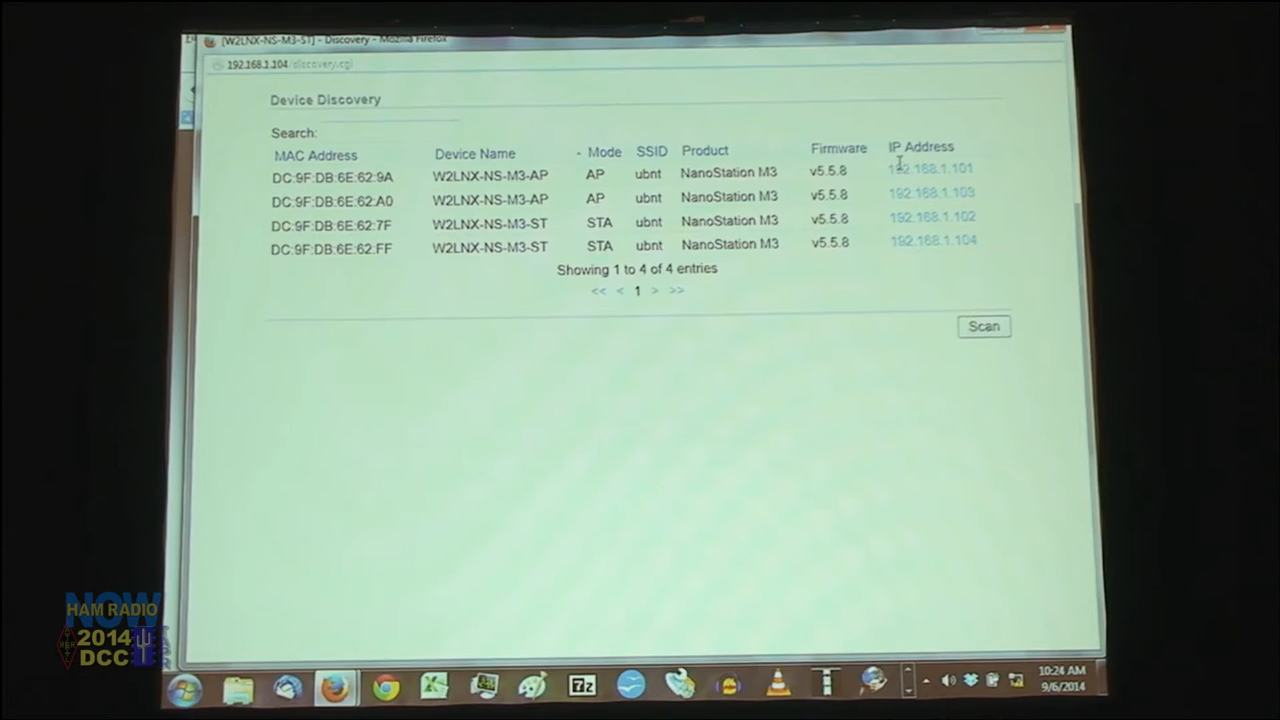 [W2LNX-NS-M3-ST] - Discovery - Mozilla Firefox
192.168.1.104/discovery.cgi
Device Discovery
Search:
MAC Address Device Name Mode SSID Product Firmware IP Address
DC:9F:DB:6E:62:9A W2LNX-NS-M3-AP AP ubnt NanoStation M3 v5.5.8 192.168.1.101
DC:9F:DB:6E:62:A0 W2LNX-NS-M3-AP AP ubnt NanoStation M3 v5.5.8 192.168.1.103
DC:9F:DB:6E:62:7F W2LNX-NS-M3-ST STA ubnt NanoStation M3 v5.5.8 192.168.1.102
DC:9F:DB:6E:62:FF W2LNX-NS-M3-ST STA ubnt NanoStation M3 v5.5.8 192.168.1.104
Showing 1 to 4 of 4 entries
<< < 1 > >>
Scan
7z
10:24 AM
9/6/2014
NOW
HAM RADIO
2014
DCC